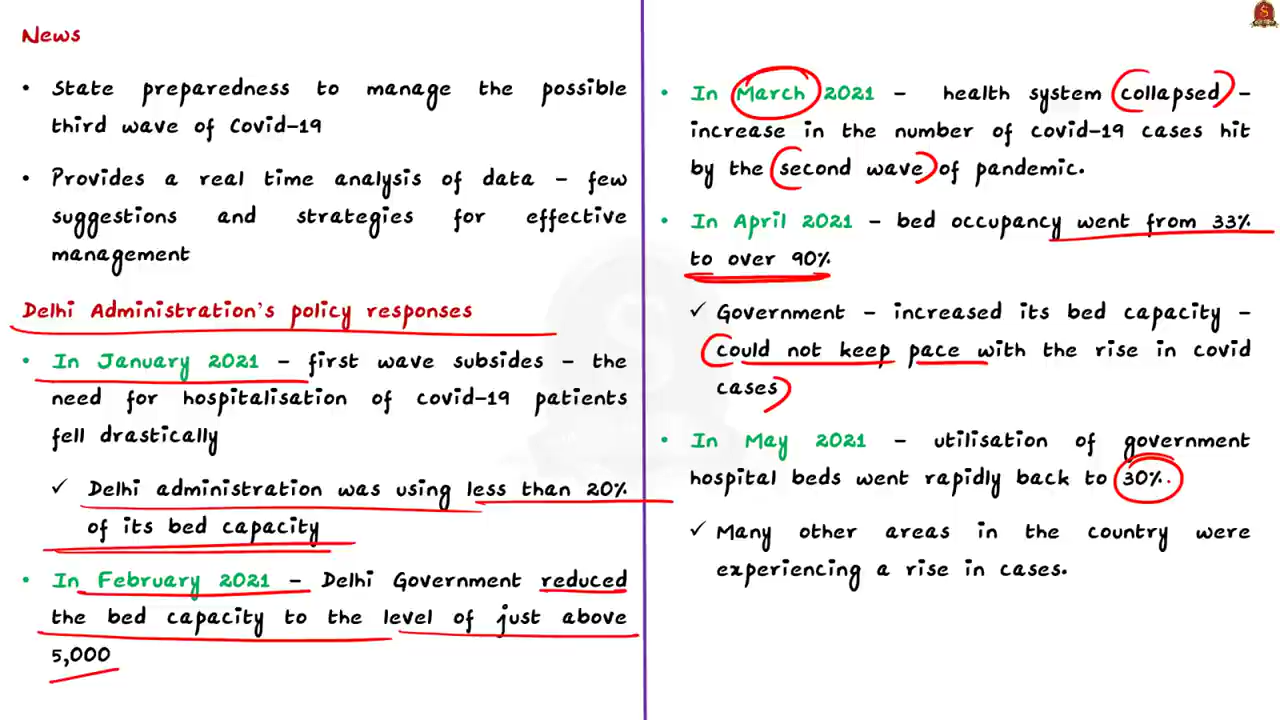 News
• State preparedness to manage the possible
third wave of Covid-19
• Provides a real time analysis of data - few
suggestions and strategies for effective
management
Delhi Administration's policy responses
• In January 2021 - first wave subsides - the
need for hospitalisation of covid-19 patients
fell drastically
✓ Delhi administration was using less than 20%
of its bed capacity
• In February 2021 - Delhi Government reduced
the bed capacity to the level of just above
5,000
• In March 2021 - health system collapsed -
increase in the number of covid-19 cases hit
by the second wave of pandemic.
• In April 2021 - bed occupancy went from 33%
to over 90%
✓ Government - increased its bed capacity -
could not keep pace with the rise in covid
cases
• In May 2021 - utilisation of government
hospital beds went rapidly back to 30%.
✓ Many other areas in the country were
experiencing a rise in cases.